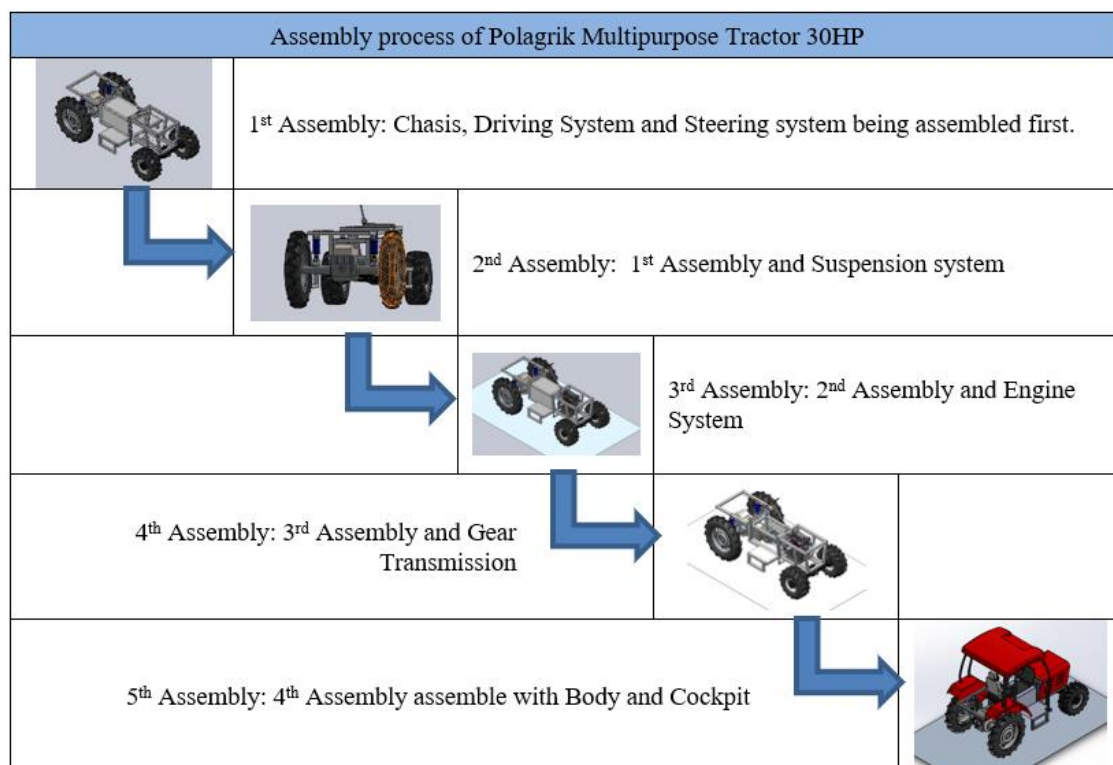 Assembly process of Polagrik Multipurpose Tractor 30HP
1st Assembly: Chasis, Driving System and Steering system being assembled first.
2nd Assembly:  1st Assembly and Suspension system
3rd Assembly: 2nd Assembly and Engine
System
4th Assembly: 3rd Assembly and Gear
Transmission
5th Assembly: 4th Assembly assemble with Body and Cockpit